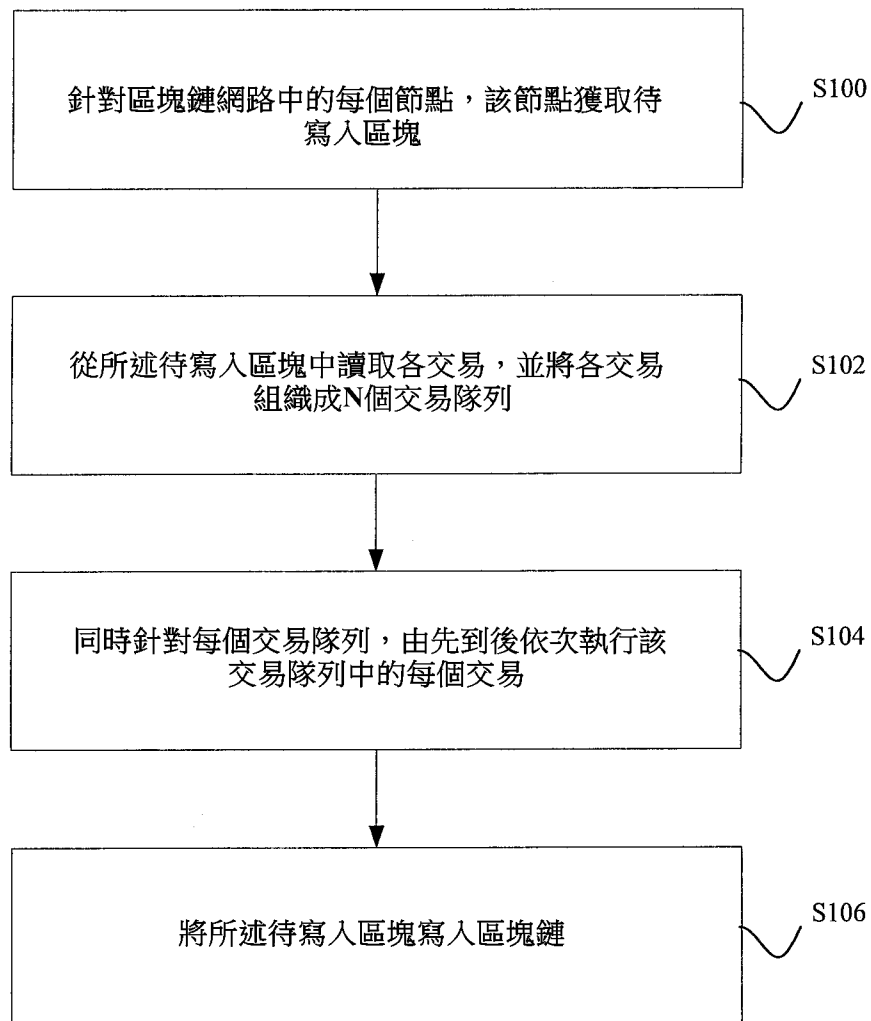 針對區塊鏈網路中的每個節點，該節點獲取待
寫入區塊
S100
從所述待寫入區塊中讀取各交易，並將各交易
組織成N個交易隊列
S102
同時針對每個交易隊列，由先到後依次執行該
交易隊列中的每個交易
S104
將所述待寫入區塊寫入區塊鏈
S106